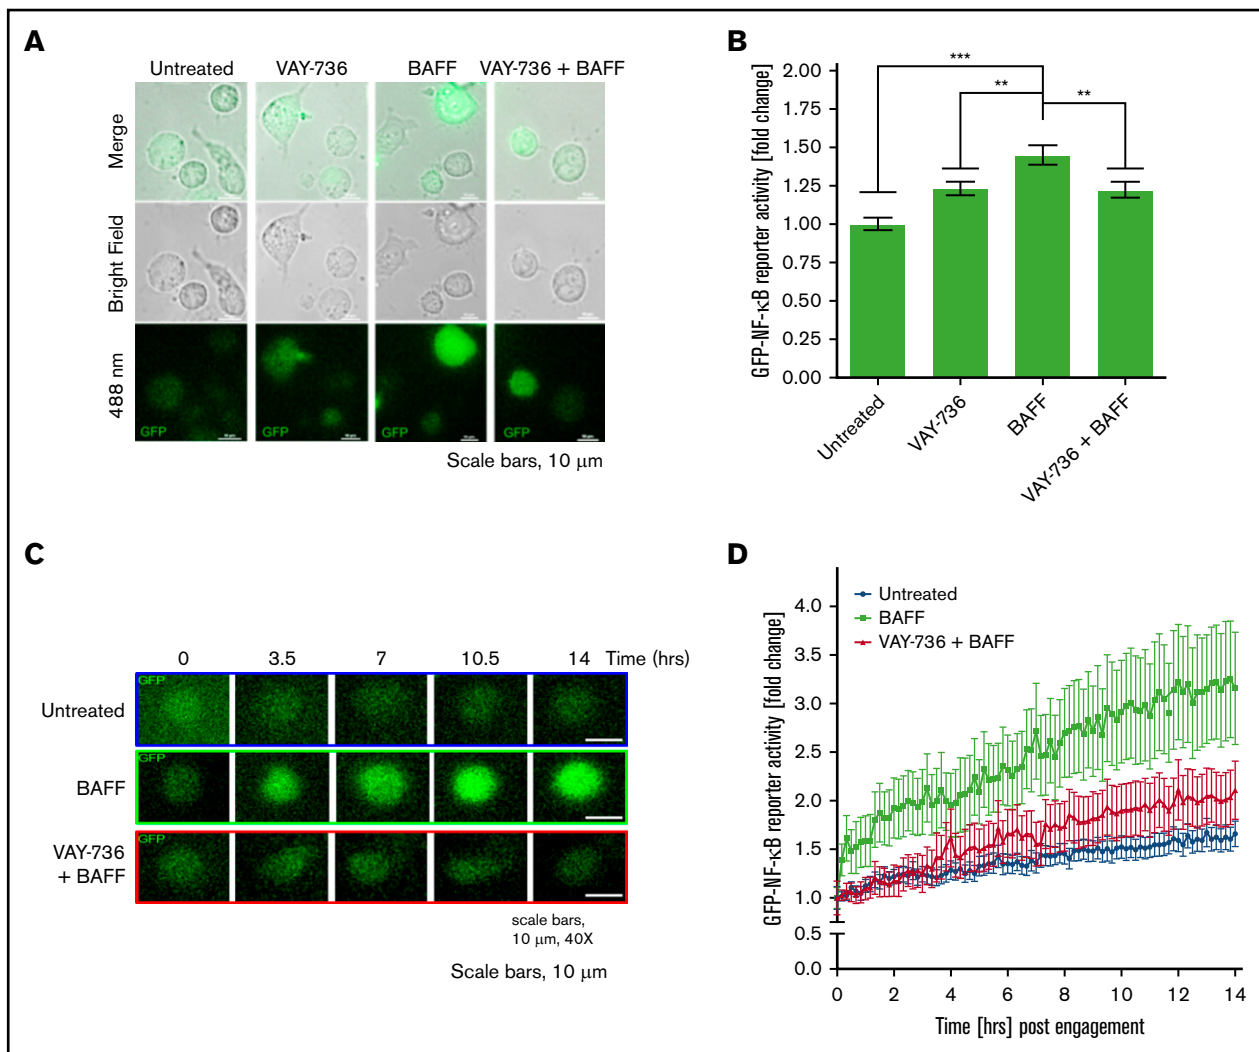 A
Untreated VAY-736 BAFF VAY-736 + BAFF
Merge
Bright Field
488 nm
GFP GFP GFP GFP
Scale bars, 10 μm
B
GFP-NF-κB reporter activity [fold change]
2.00
1.75
1.50
1.25
1.00
0.75
0.50
0.25
0.00
***
**
**
Untreated
VAY-736
BAFF
VAY-736 + BAFF
C
0 3.5 7 10.5 14 Time (hrs)
Untreated
GFP
BAFF
GFP
VAY-736
+ BAFF
GFP
scale bars,
10 μm, 40X
Scale bars, 10 μm
D
GFP-NF-κB reporter activity [fold change]
4.0
3.5
3.0
2.5
2.0
1.5
1.0
0.5
0.0
Untreated
BAFF
VAY-736 + BAFF
0 2 4 6 8 10 12 14
Time [hrs] post engagement